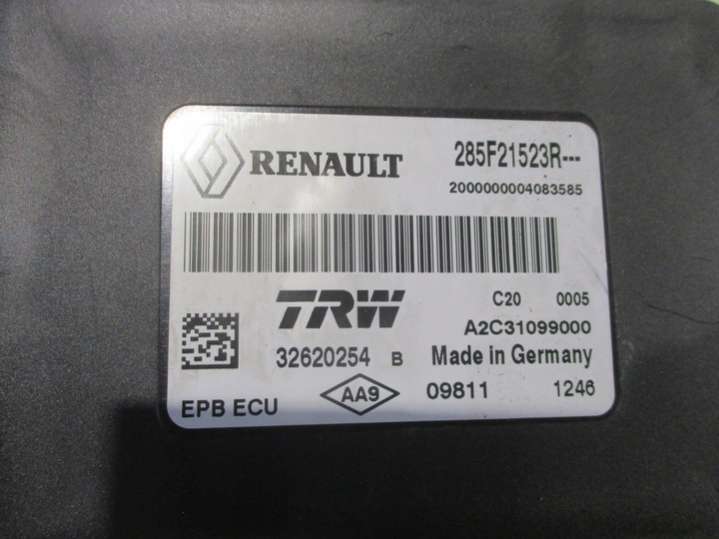 RENAULT 285F21523R---
2000000004083585
TRW C20 0005
A2C31099000
32620254 B Made in Germany
EPB ECU AA9 09811 1246